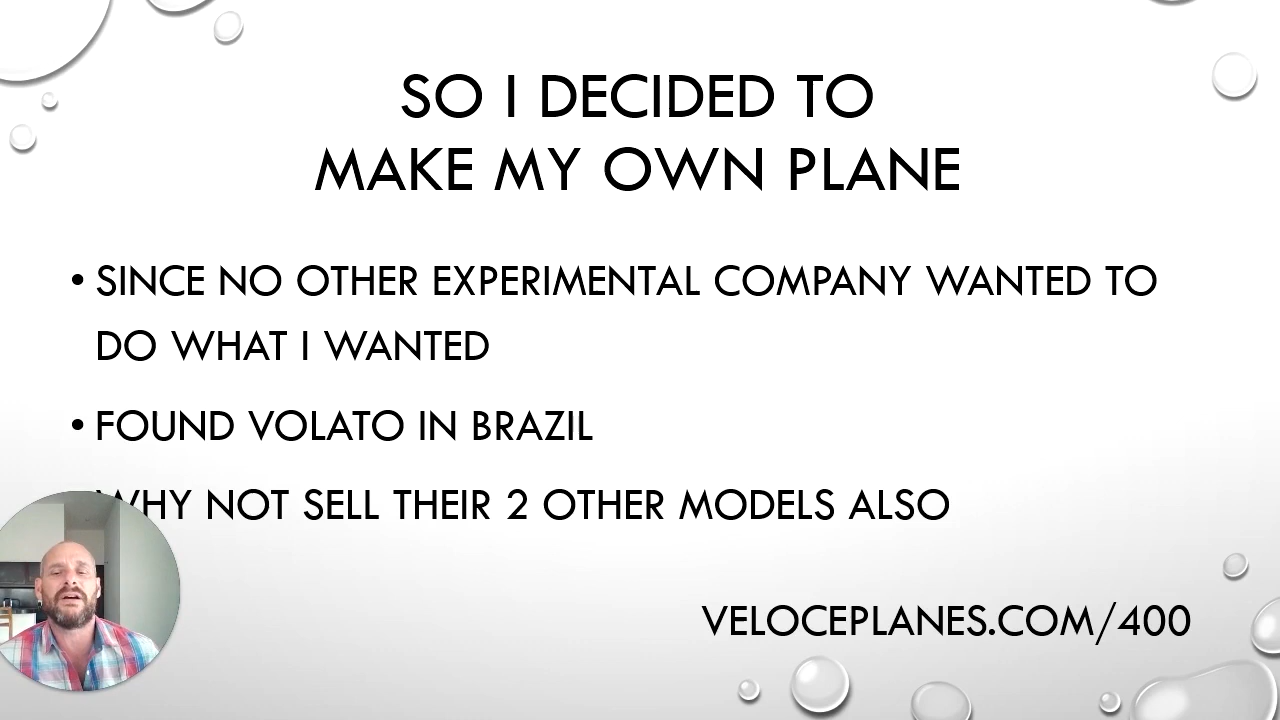 SO I DECIDED TO
MAKE MY OWN PLANE
• SINCE NO OTHER EXPERIMENTAL COMPANY WANTED TO
DO WHAT I WANTED
• FOUND VOLATO IN BRAZIL
WHY NOT SELL THEIR 2 OTHER MODELS ALSO
VELOCEPLANES.COM/400